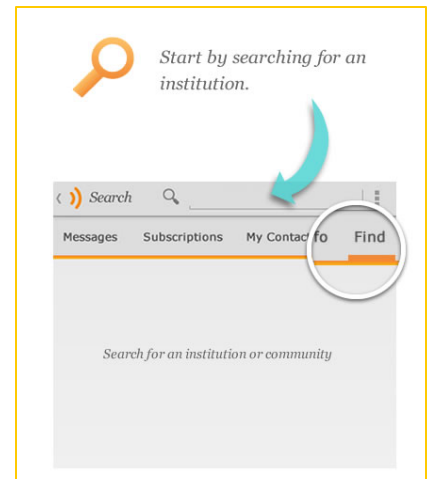 Start by searching for an
institution.
Search
Messages Subscriptions My Contact fo Find
Search for an institution or community